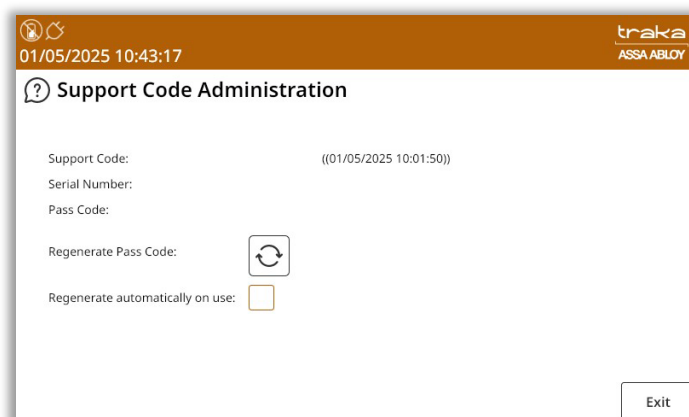 traka
01/05/2025 10:43:17
ASSA ABLOY
Support Code Administration
Support Code: ((01/05/2025 10:01:50))
Serial Number:
Pass Code:
Regenerate Pass Code:
Regenerate automatically on use:
Exit